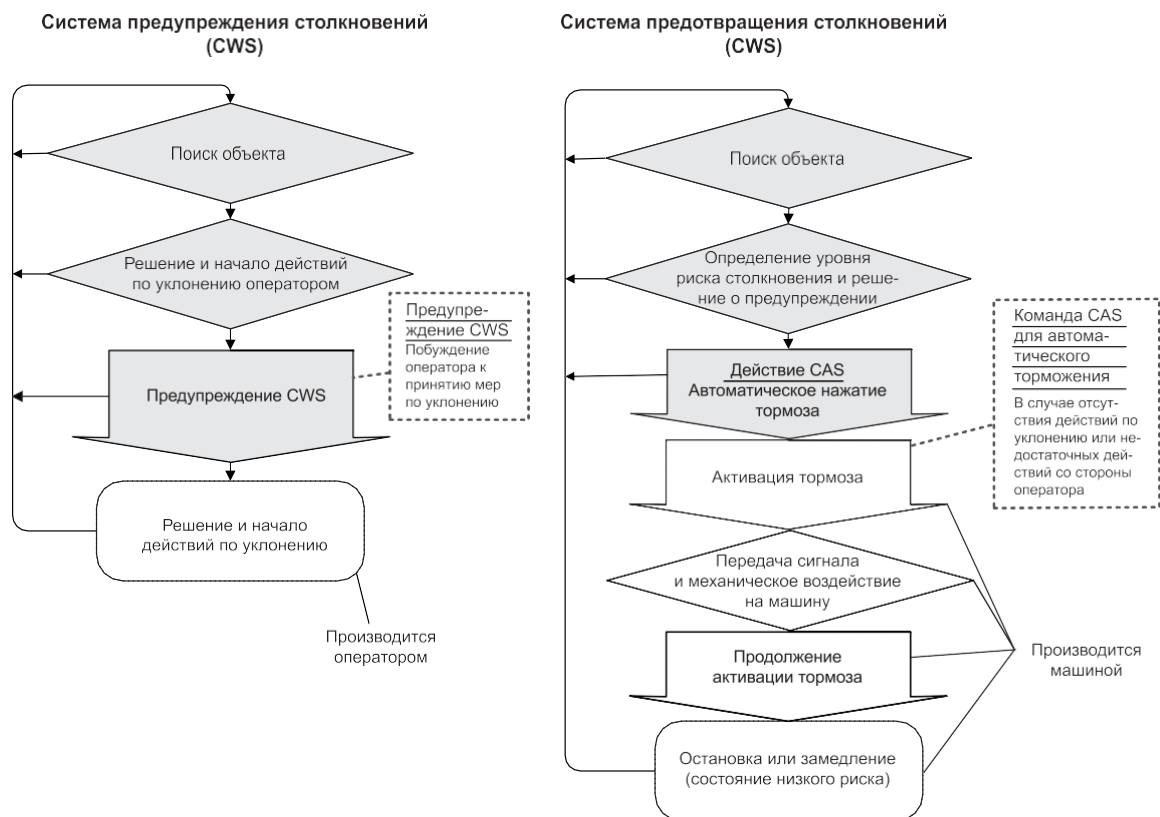 Система предупреждения столкновений
(CWS)
Поиск объекта
Решение и начало действий
по уклонению оператором
Предупре-
ждение CWS
Побуждение
оператора к
принятию мер
по уклонению
Предупреждение CWS
Решение и начало
действий по уклонению
Производится
оператором
Система предотвращения столкновений
(CWS)
Поиск объекта
Определение уровня
риска столкновения и реше-
ние о предупреждении
Команда CAS
для автома-
тического
торможения
В случае отсут-
ствия действий по
уклонению или не-
достаточных дей-
ствий со стороны
оператора
Действие CAS
Автоматическое нажатие
тормоза
Активация тормоза
Передача сигнала
и механическое воздействие
на машину
Продолжение
активации тормоза
Производится
машиной
Остановка или замедление
(состояние низкого риска)